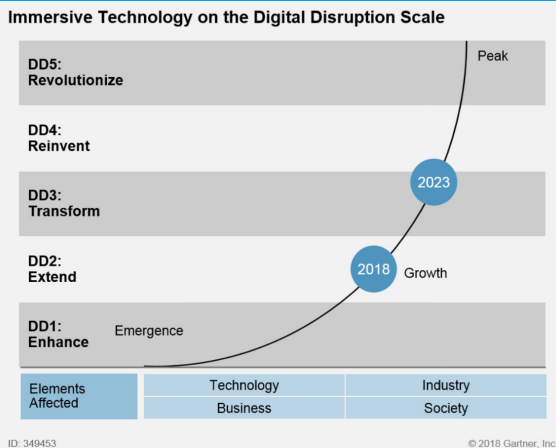 Immersive Technology on the Digital Disruption Scale
Peak
DD5:
Revolutionize
DD4:
Reinvent
2023
DD3:
Transform
DD2:
Extend
2018
Growth
DD1:
Enhance
Emergence
Elements
Affected
Technology
Industry
Business
Society
ID: 349453
© 2018 Gartner, Inc